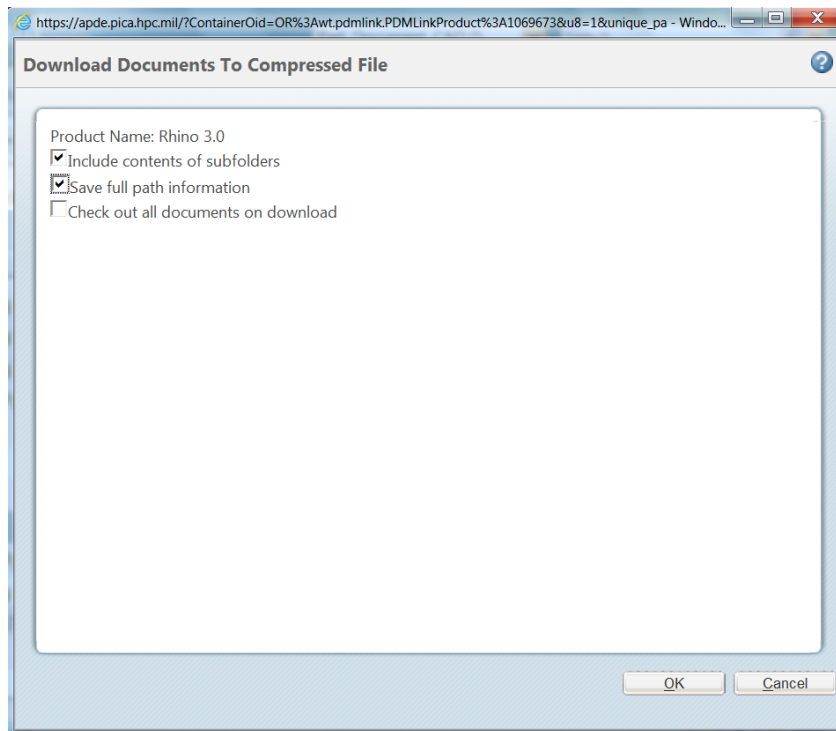 https://apde.pica.hpc.mil/?ContainerOid=OR%3Awt.pdmlink.PDMLinkProduct%3A1069673&u8=1&unique_pa - Windo...
Download Documents To Compressed File
?
Product Name: Rhino 3.0
Include contents of subfolders
Save full path information
Check out all documents on download
OK Cancel